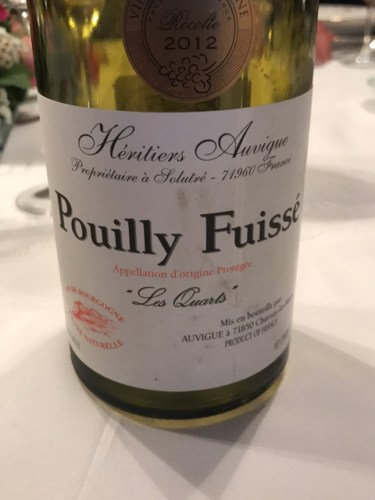 Récolte
2012
Héritiers Auvigue
Propriétaire à Solutré - 71960 France
Pouilly Fuissé
Appellation d'origine Protégée
"Les Quarts"
BOURGOGNE
Mis en bouteille par
AUVIGUE à 71850
PRODUCT OF FRANCE